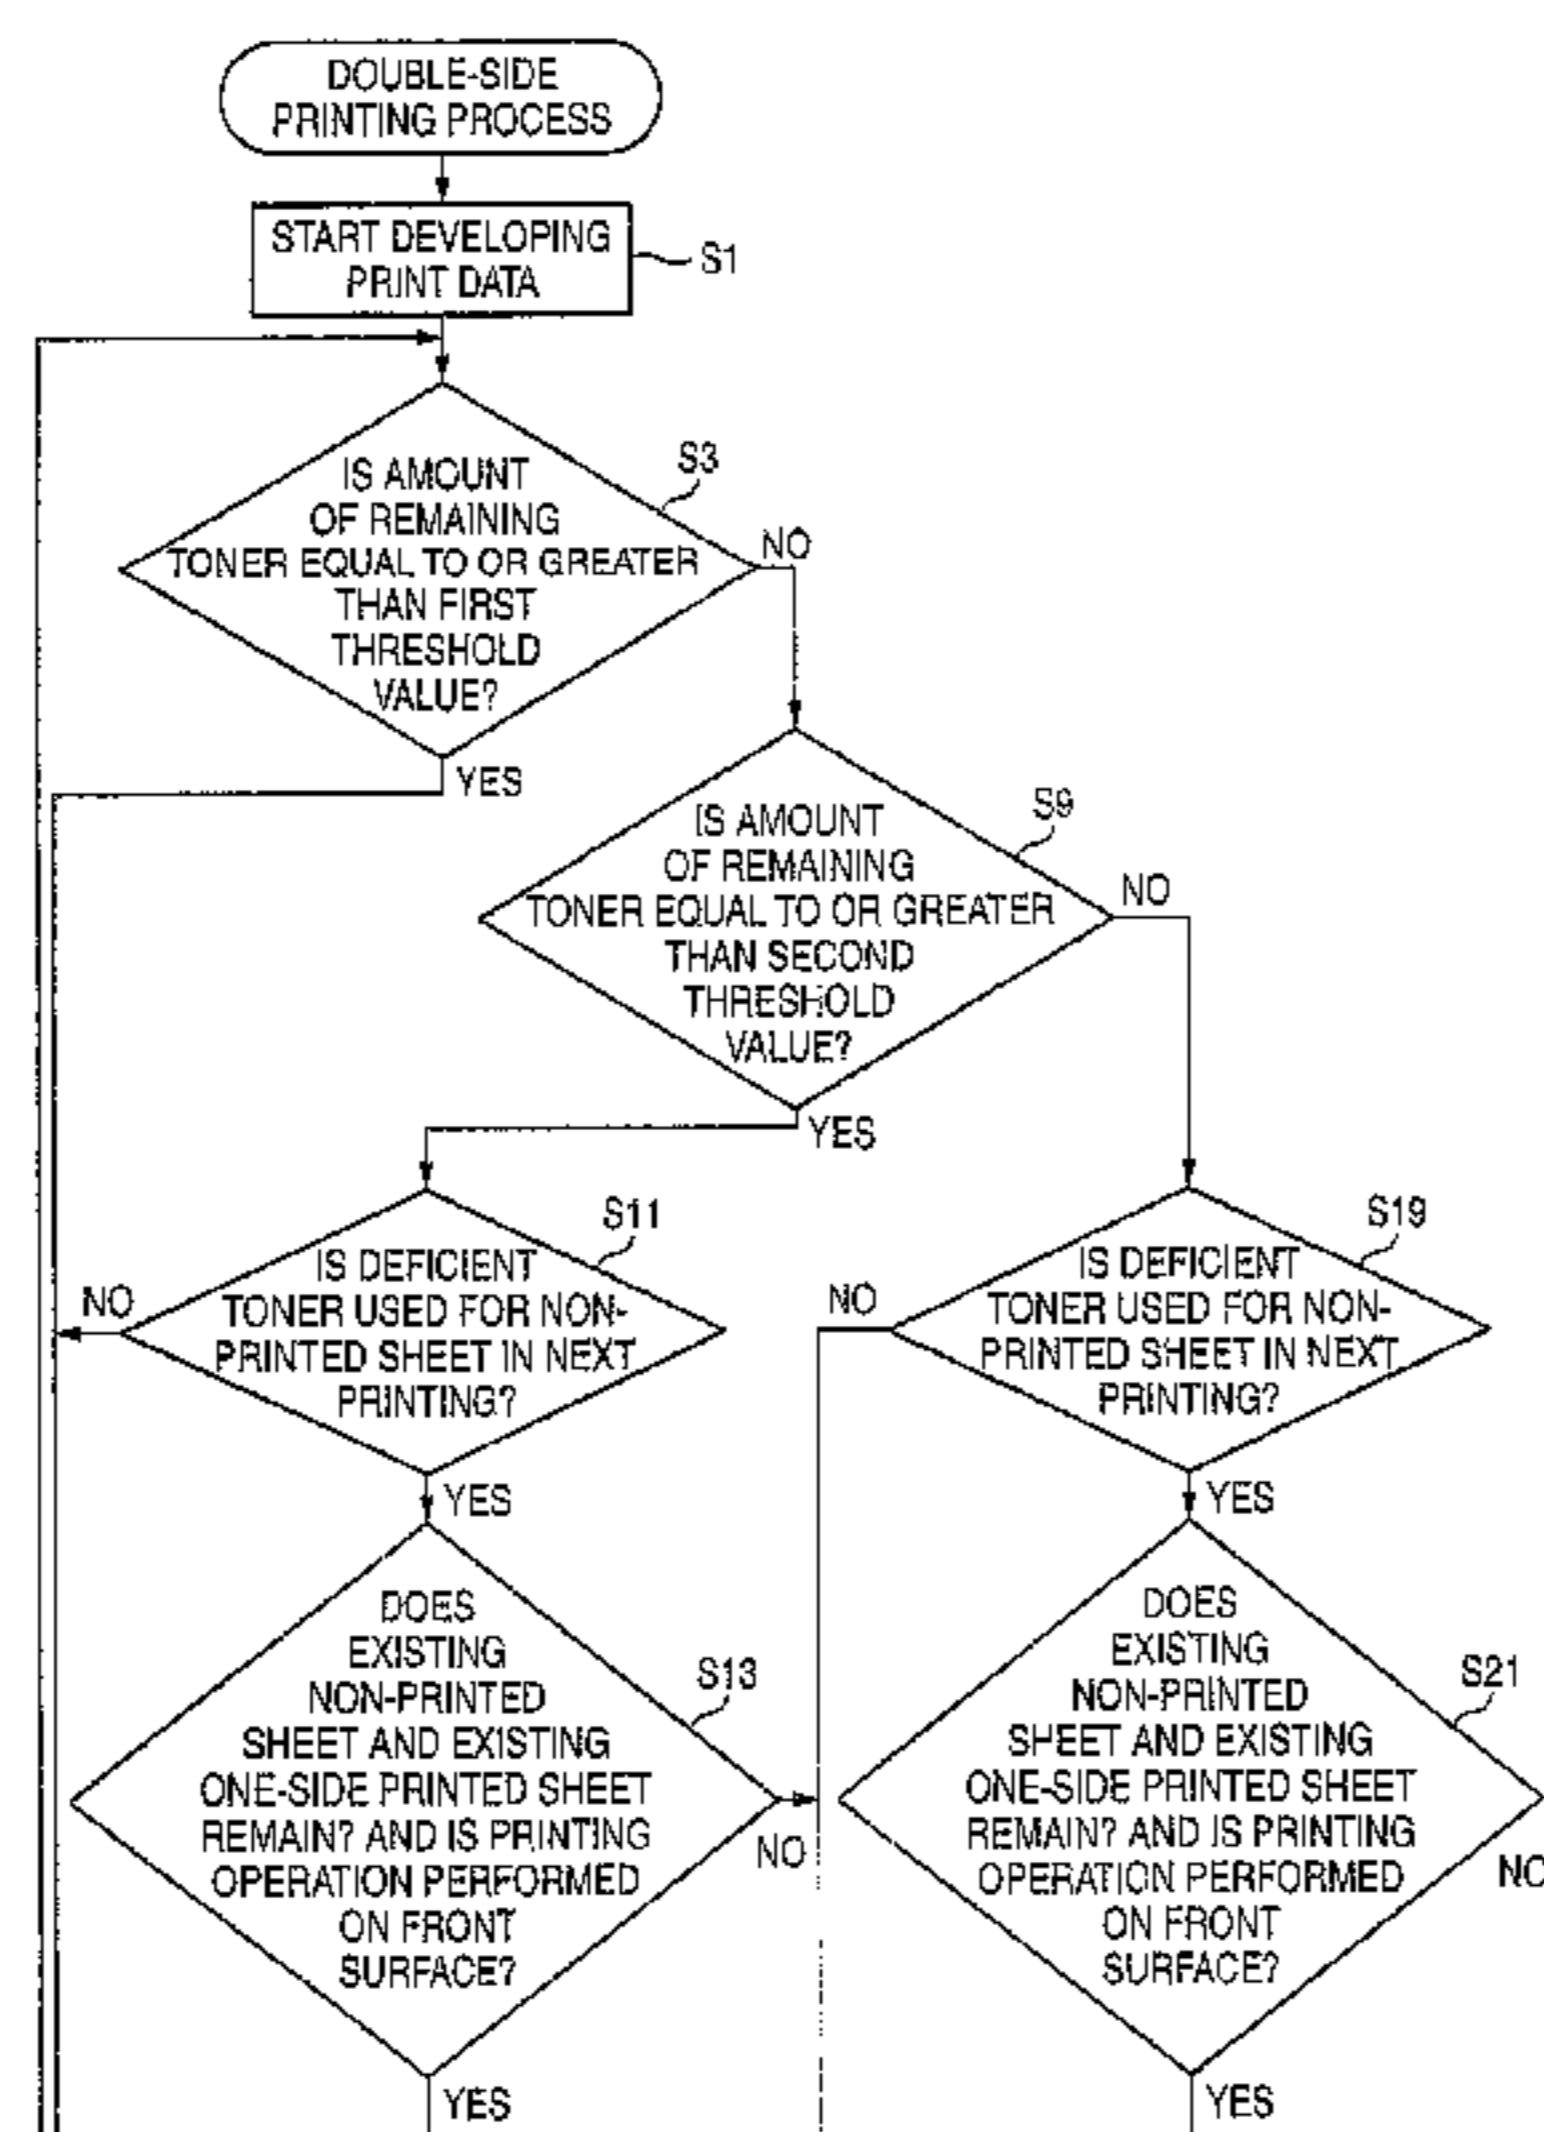 DOUBLE-SIDE
PRINTING PROCESS
START DEVELOPING
PRINT DATA
S1
IS AMOUNT
OF REMAINING
TONER EQUAL TO OR GREATER
THAN FIRST
THRESHOLD
VALUE?
S3
NO
YES
IS AMOUNT
OF REMAINING
TONER EQUAL TO OR GREATER
THAN SECOND
THRESHOLD
VALUE?
S9
NO
YES
IS DEFICIENT
TONER USED FOR NON-
PRINTED SHEET IN NEXT
PRINTING?
S11
NO
YES
IS DEFICIENT
TONER USED FOR NON-
PRINTED SHEET IN NEXT
PRINTING?
S19
NO
YES
DOES
EXISTING
NON-PRINTED
SHEET AND EXISTING
ONE-SIDE PRINTED SHEET
REMAIN? AND IS PRINTING
OPERATION PERFORMED
ON FRONT
SURFACE?
S13
NO
YES
DOES
EXISTING
NON-PRINTED
SHEET AND EXISTING
ONE-SIDE PRINTED SHEET
REMAIN? AND IS PRINTING
OPERATION PERFORMED
ON FRONT
SURFACE?
S21
NO
YES